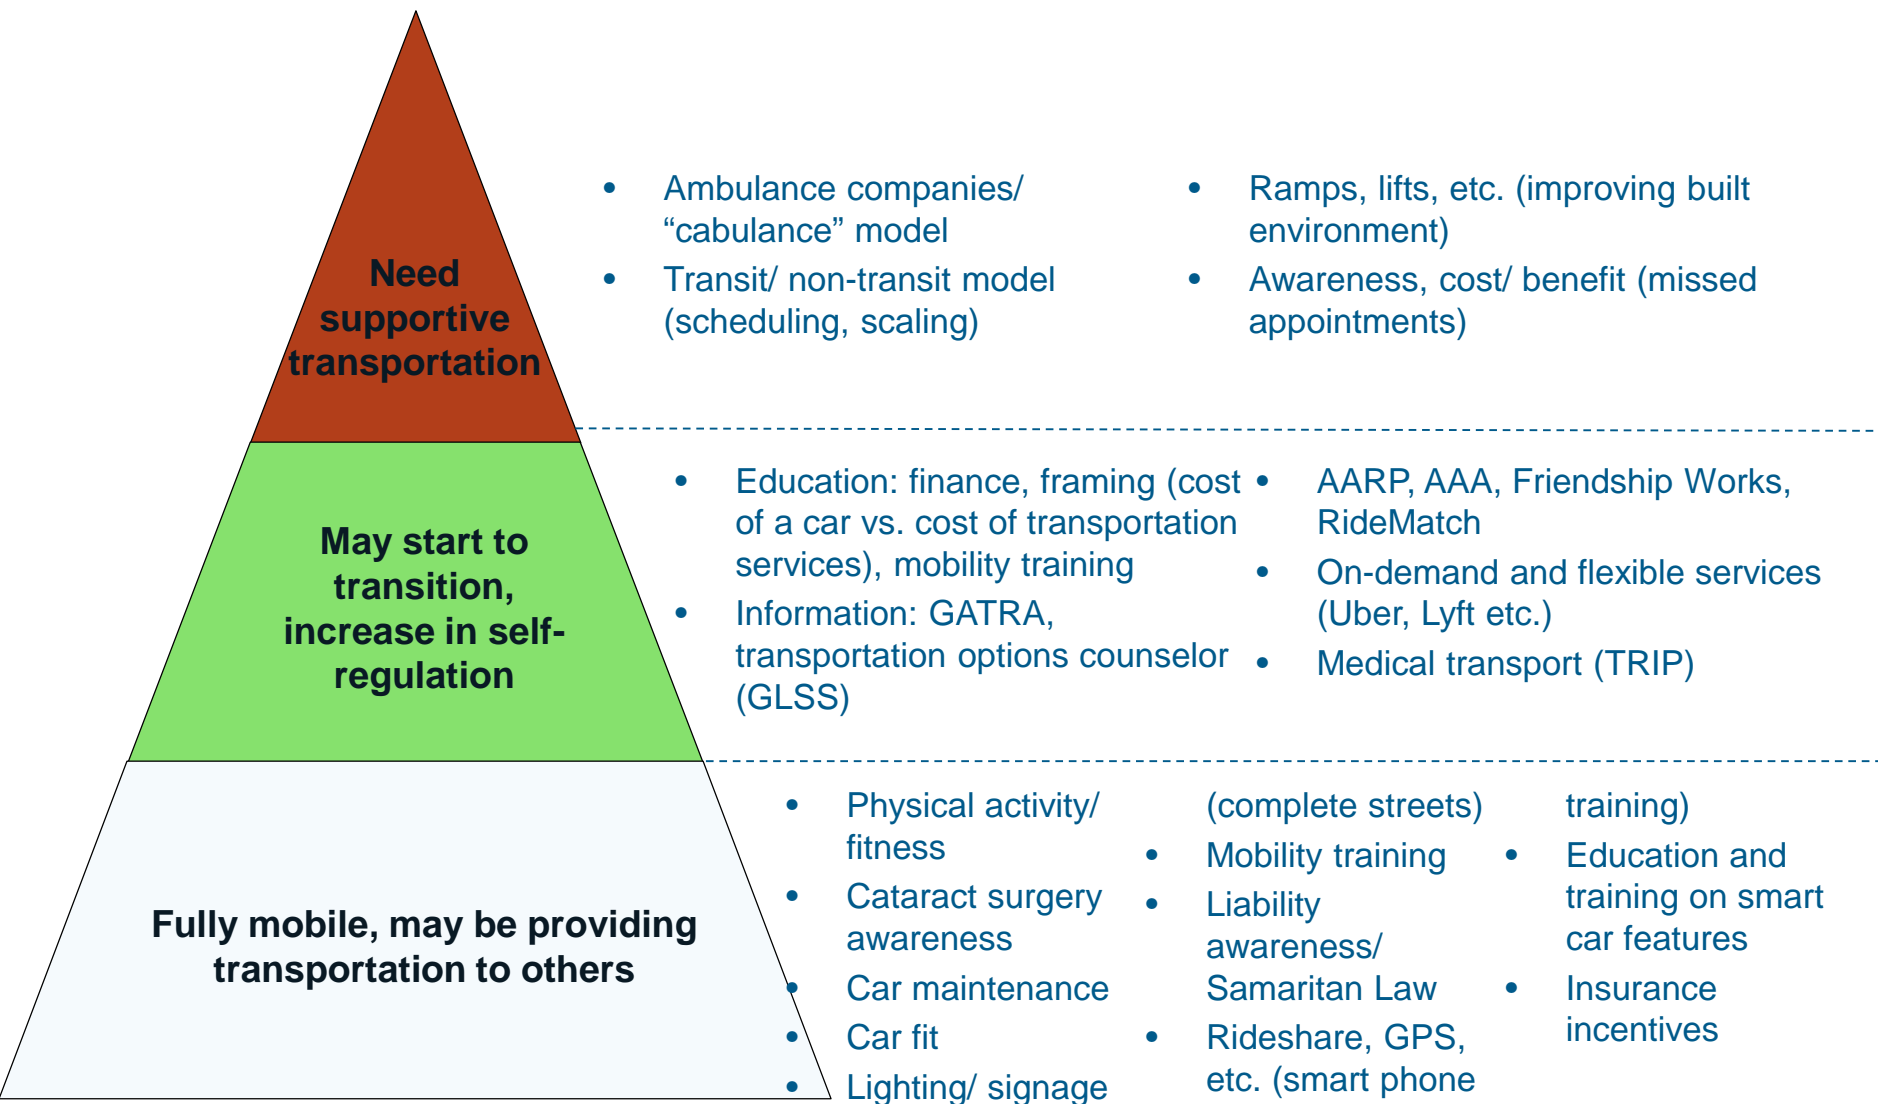 Need
supportive
transportation
• Ambulance companies/
“cabulance” model
• Transit/ non-transit model
(scheduling, scaling)
• Ramps, lifts, etc. (improving built
environment)
• Awareness, cost/ benefit (missed
appointments)
May start to
transition,
increase in self-
regulation
• Education: finance, framing (cost
of a car vs. cost of transportation
services), mobility training
• Information: GATRA,
transportation options counselor
(GLSS)
• AARP, AAA, Friendship Works,
RideMatch
• On-demand and flexible services
(Uber, Lyft etc.)
• Medical transport (TRIP)
Fully mobile, may be providing
transportation to others
• Physical activity/
fitness
• Cataract surgery
awareness
• Car maintenance
• Car fit
• Lighting/ signage
(complete streets)
• Mobility training
• Liability
awareness/
Samaritan Law
• Rideshare, GPS,
etc. (smart phone
training)
• Education and
training on smart
car features
• Insurance
incentives